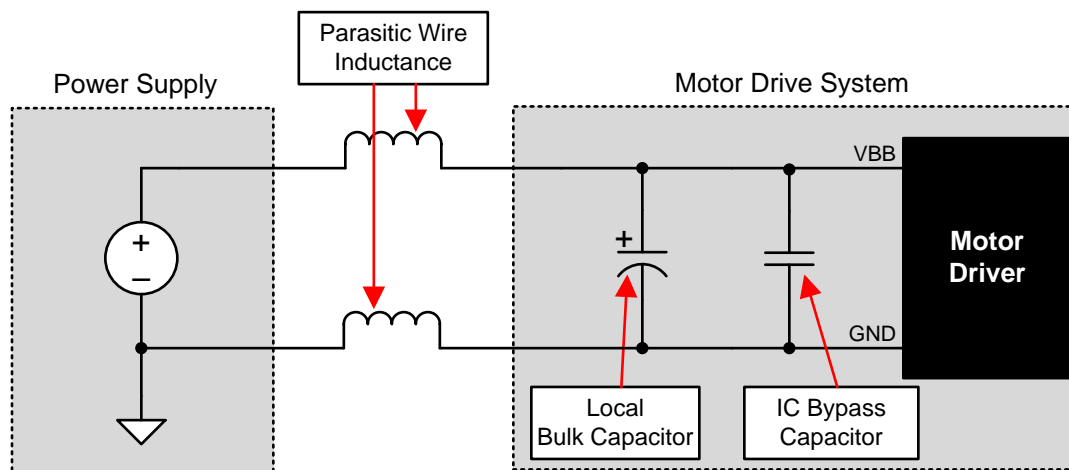 Parasitic Wire
Inductance
Power Supply
Motor Drive System
VBB
+
–
+
Motor
Driver
GND
Local
Bulk Capacitor
IC Bypass
Capacitor